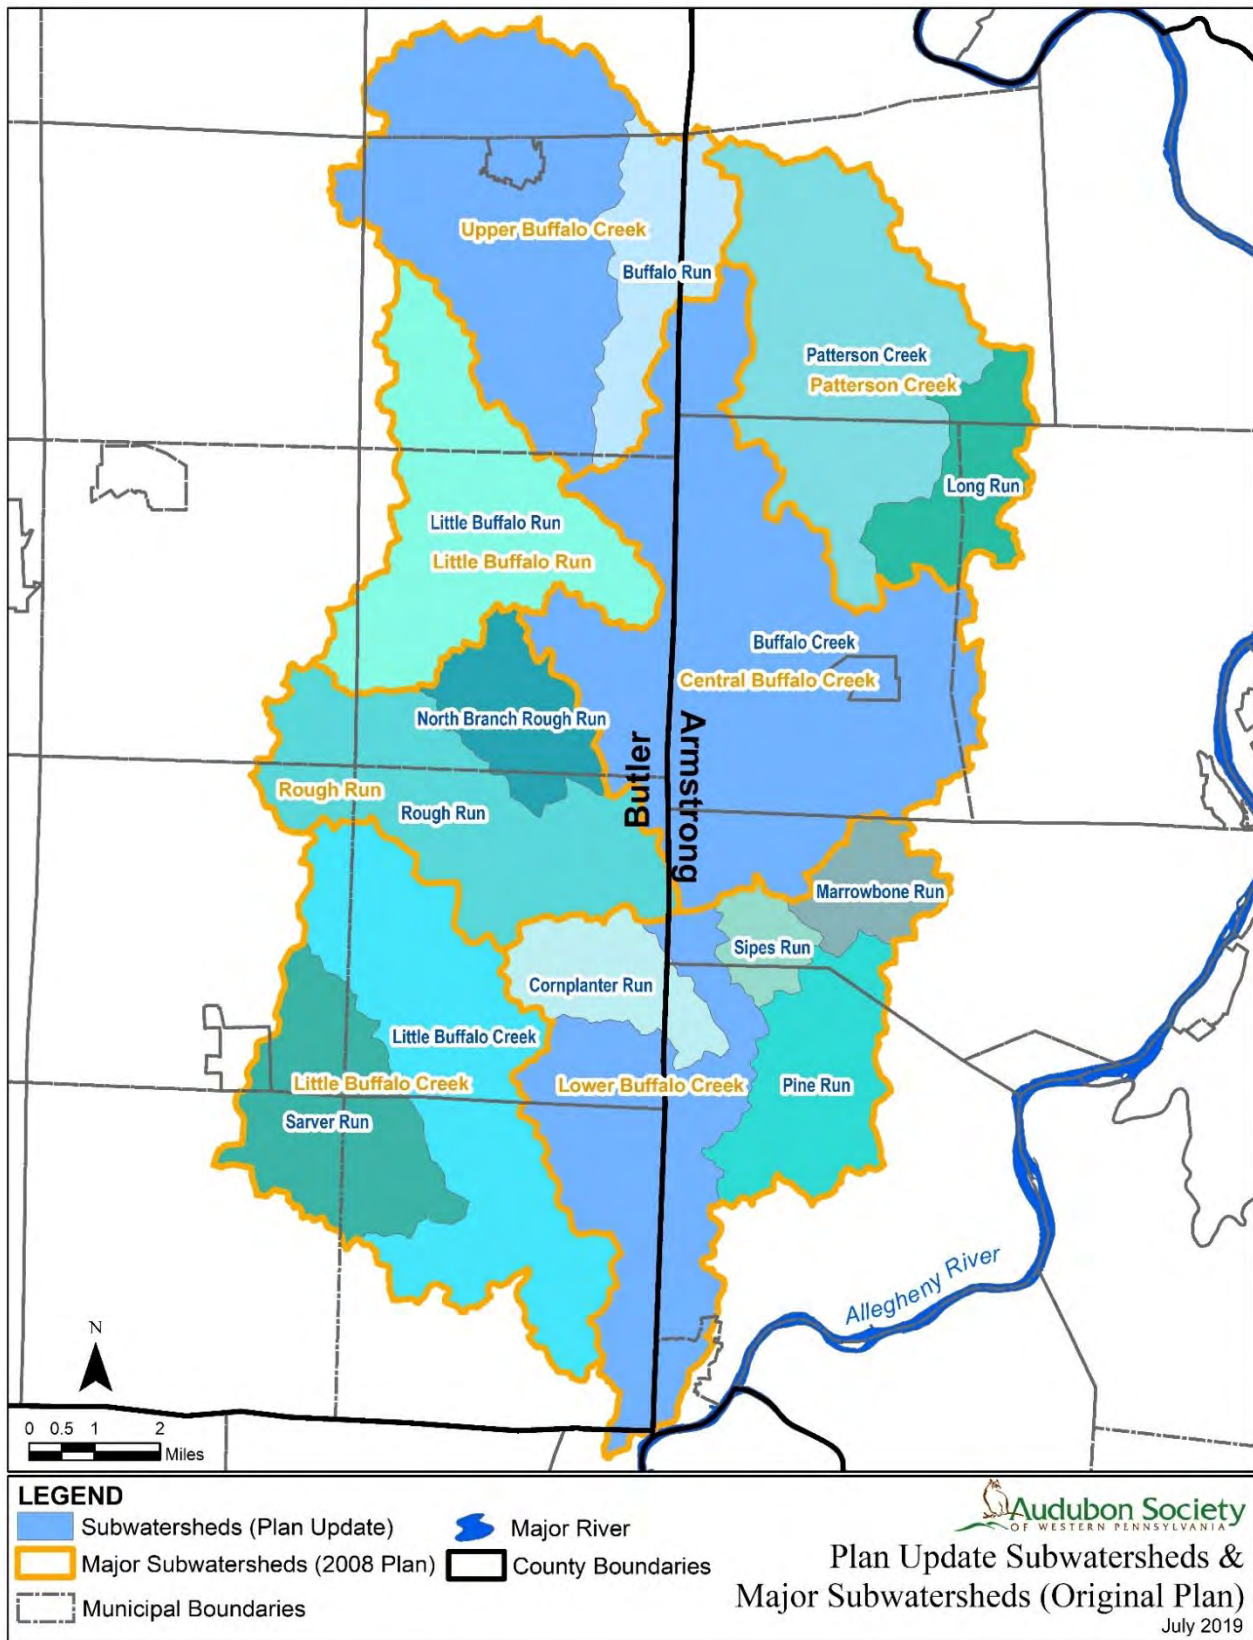 Upper Buffalo Creek
Buffalo Run
Patterson Creek
Patterson Creek
Long Run
Little Buffalo Run
Little Buffalo Run
Buffalo Creek
Central Buffalo Creek
North Branch Rough Run
Butler
Armstrong
Rough Run
Rough Run
Marrowbone Run
Sipes Run
Cornplanter Run
Little Buffalo Creek
Little Buffalo Creek
Lower Buffalo Creek
Pine Run
Sarver Run
Allegheny River
N
0 0.5 1 2
Miles
LEGEND
Subwatersheds (Plan Update)
Major Subwatersheds (2008 Plan)
Municipal Boundaries
Major River
County Boundaries
Audubon Society
OF WESTERN PENNSYLVANIA
Plan Update Subwatersheds &
Major Subwatersheds (Original Plan)
July 2019